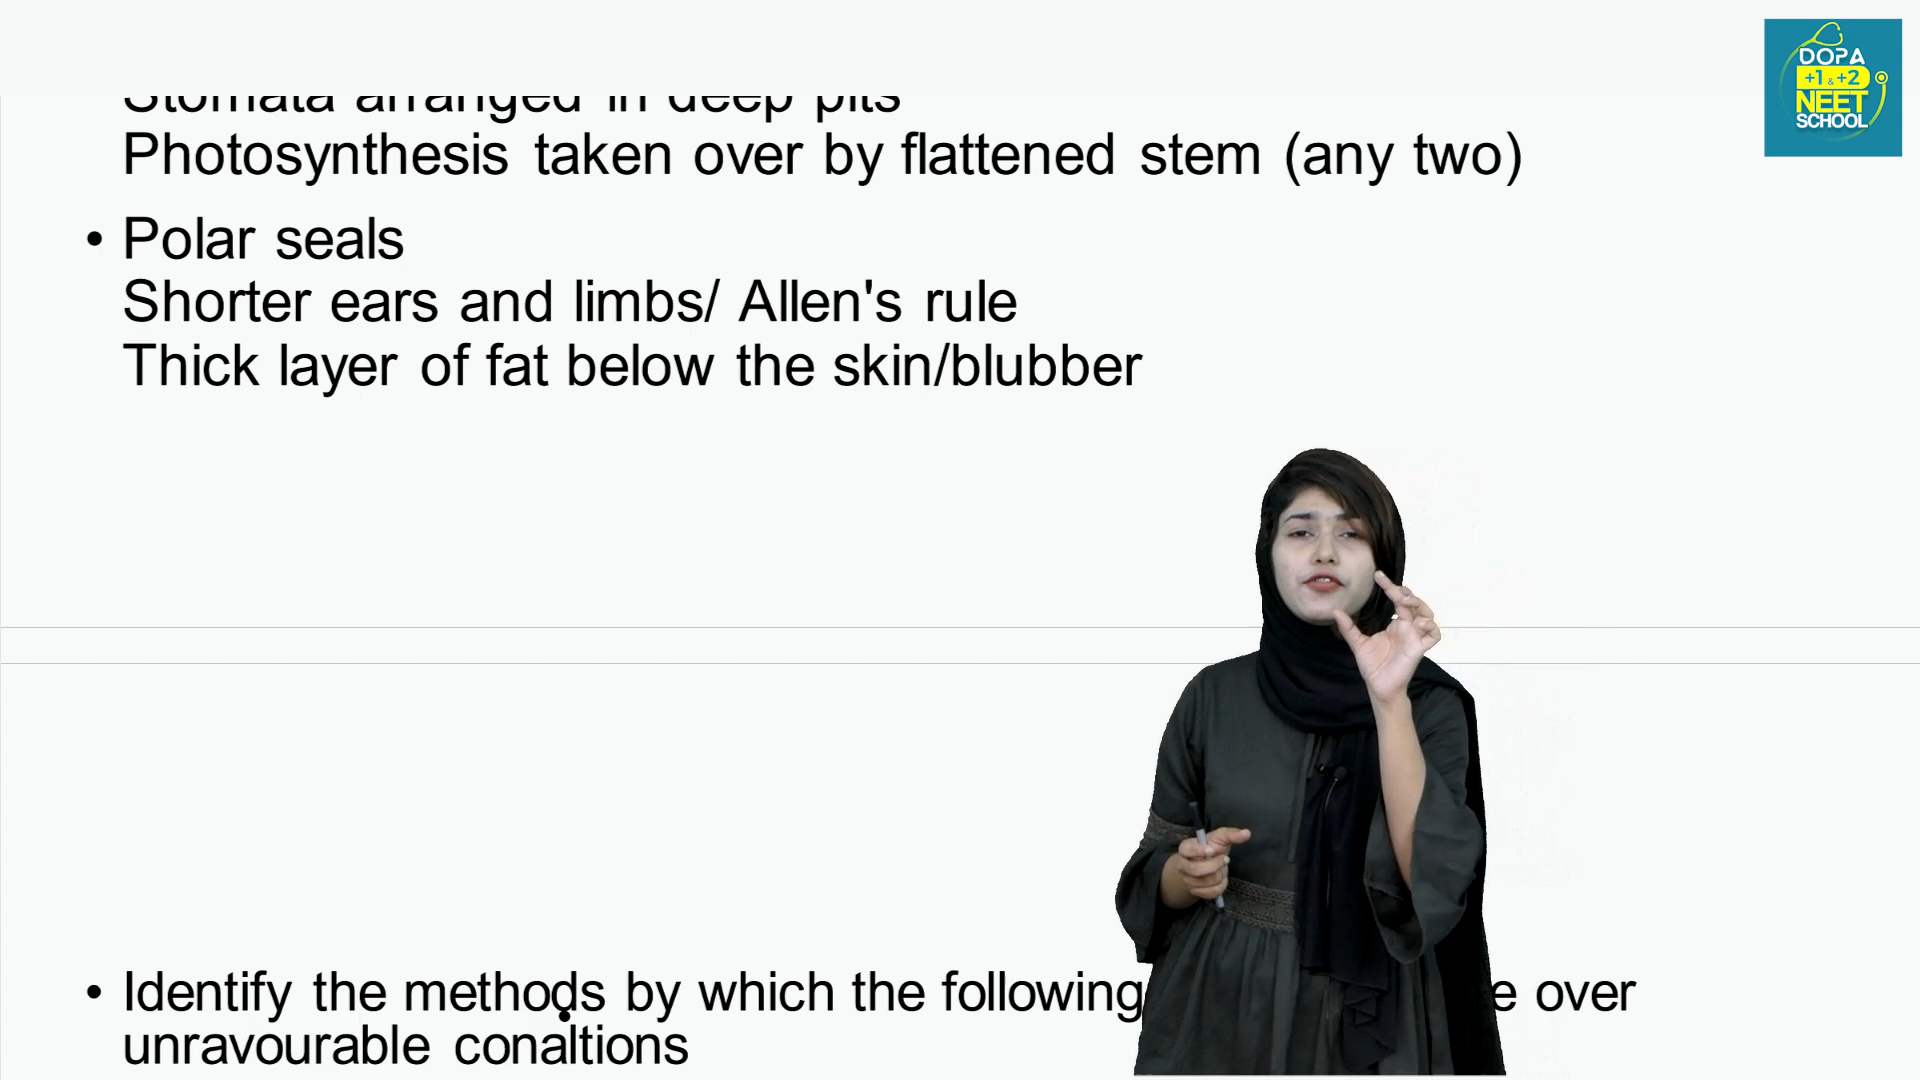 Stomata arranged in deep pits
Photosynthesis taken over by flattened stem (any two)
• Polar seals
Shorter ears and limbs/ Allen's rule
Thick layer of fat below the skin/blubber
• Identify the methods by which the following e over
unravourable conaltions
DOPA
+1 & +2
NEET
SCHOOL